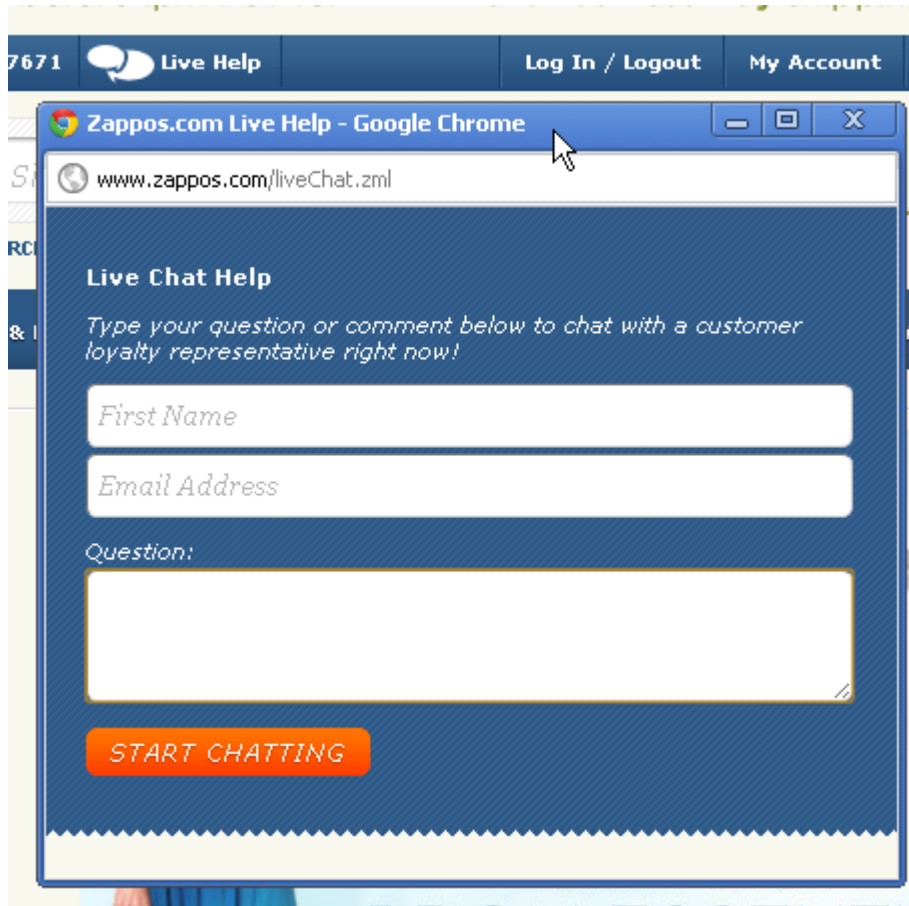 7671 Live Help Log In / Logout My Account
Zappos.com Live Help - Google Chrome
www.zappos.com/liveChat.zml
Live Chat Help
Type your question or comment below to chat with a customer
loyalty representative right now!
First Name
Email Address
Question:
START CHATTING